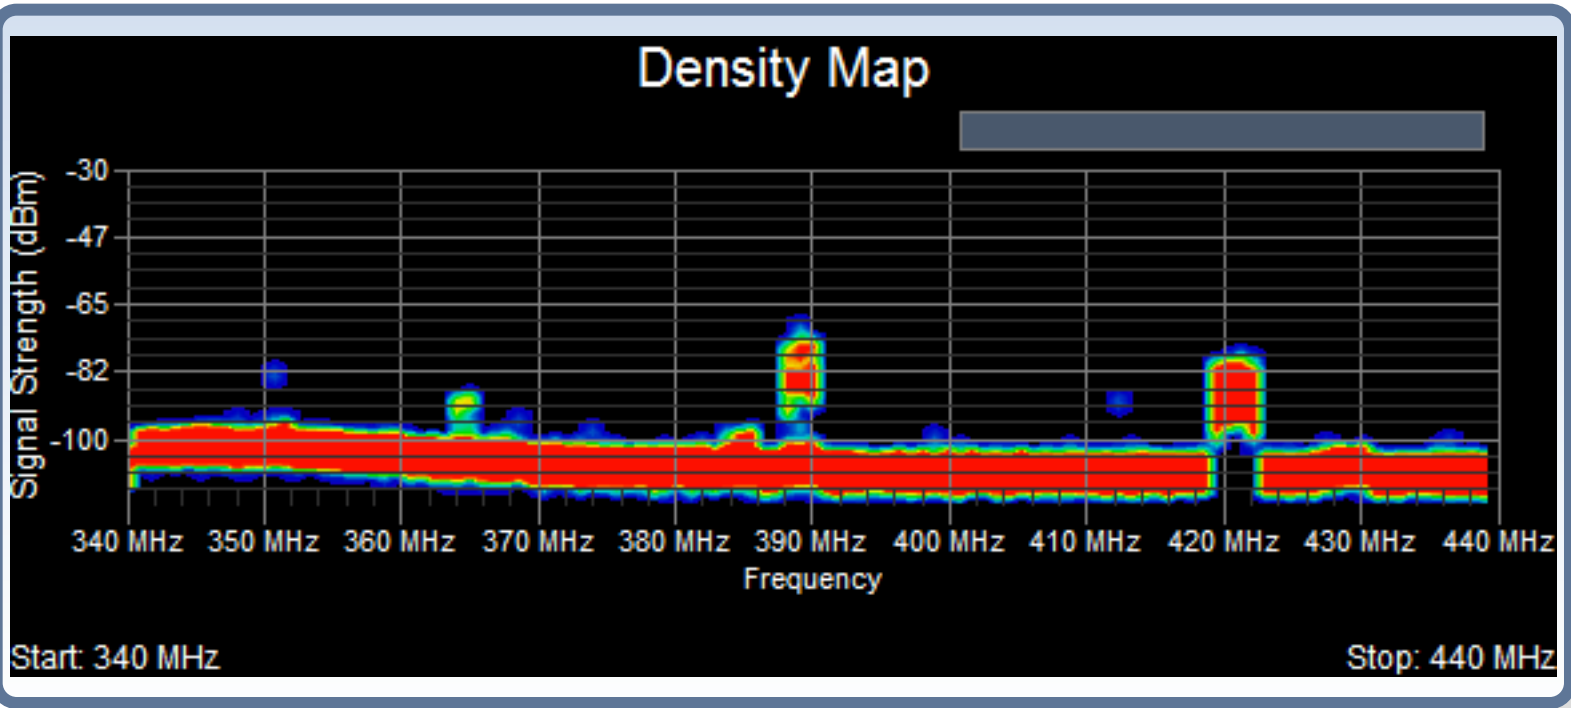 Density Map
Signal Strength (dBm)
-30
-47
-65
-82
-100
340 MHz 350 MHz 360 MHz 370 MHz 380 MHz 390 MHz 400 MHz 410 MHz 420 MHz 430 MHz 440 MHz
Frequency
Start: 340 MHz Stop: 440 MHz